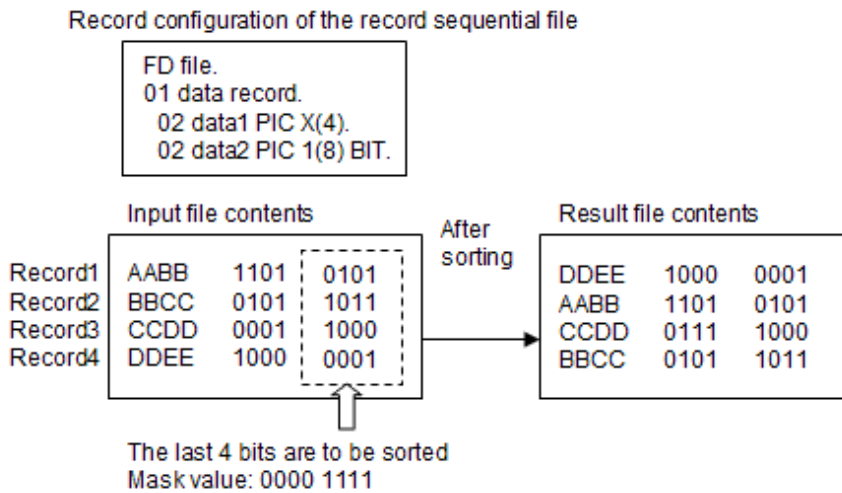 Record configuration of the record sequential file
FD file.
01 data record.
02 data1 PIC X(4).
02 data2 PIC 1(8) BIT.
Input file contents
After
sorting
Result file contents
Record1 AABB 1101 0101
Record2 BBCC 0101 1011
Record3 CCDD 0001 1000
Record4 DDEE 1000 0001
DDEE 1000 0001
AABB 1101 0101
CCDD 0111 1000
BBCC 0101 1011
The last 4 bits are to be sorted
Mask value: 0000 1111